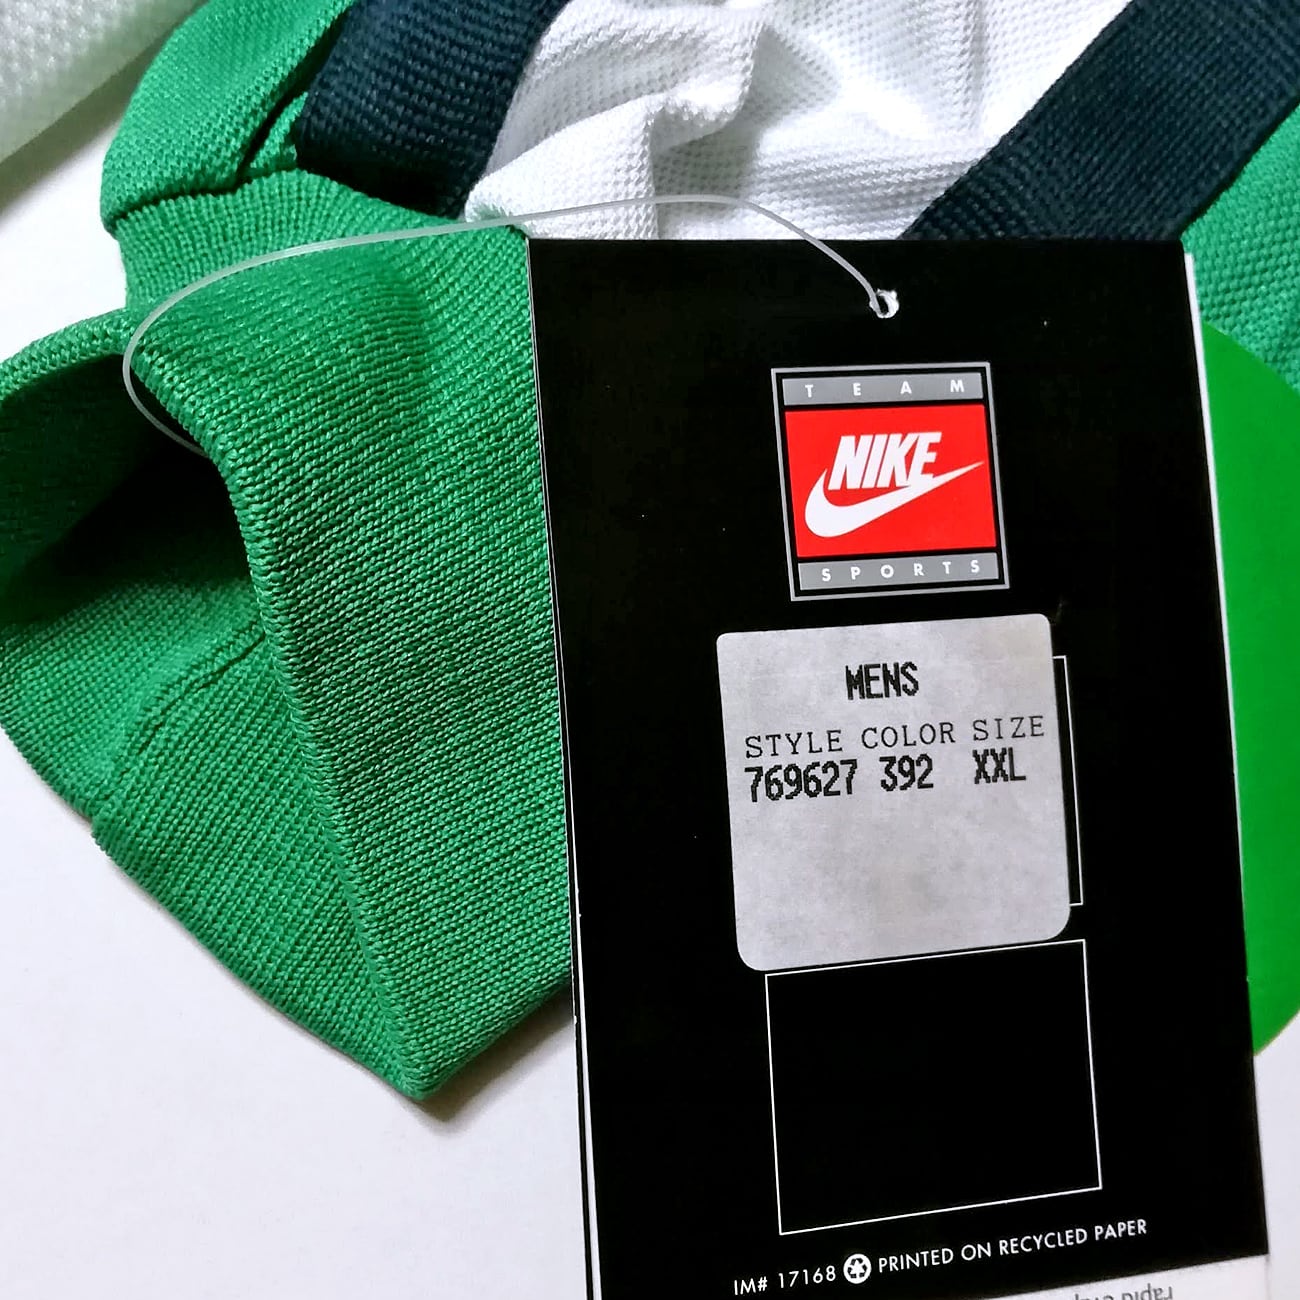 TEAM
NIKE
SPORTS
MENS
STYLE COLOR SIZE
769627 392 XXL
IM# 17168 PRINTED ON RECYCLED PAPER